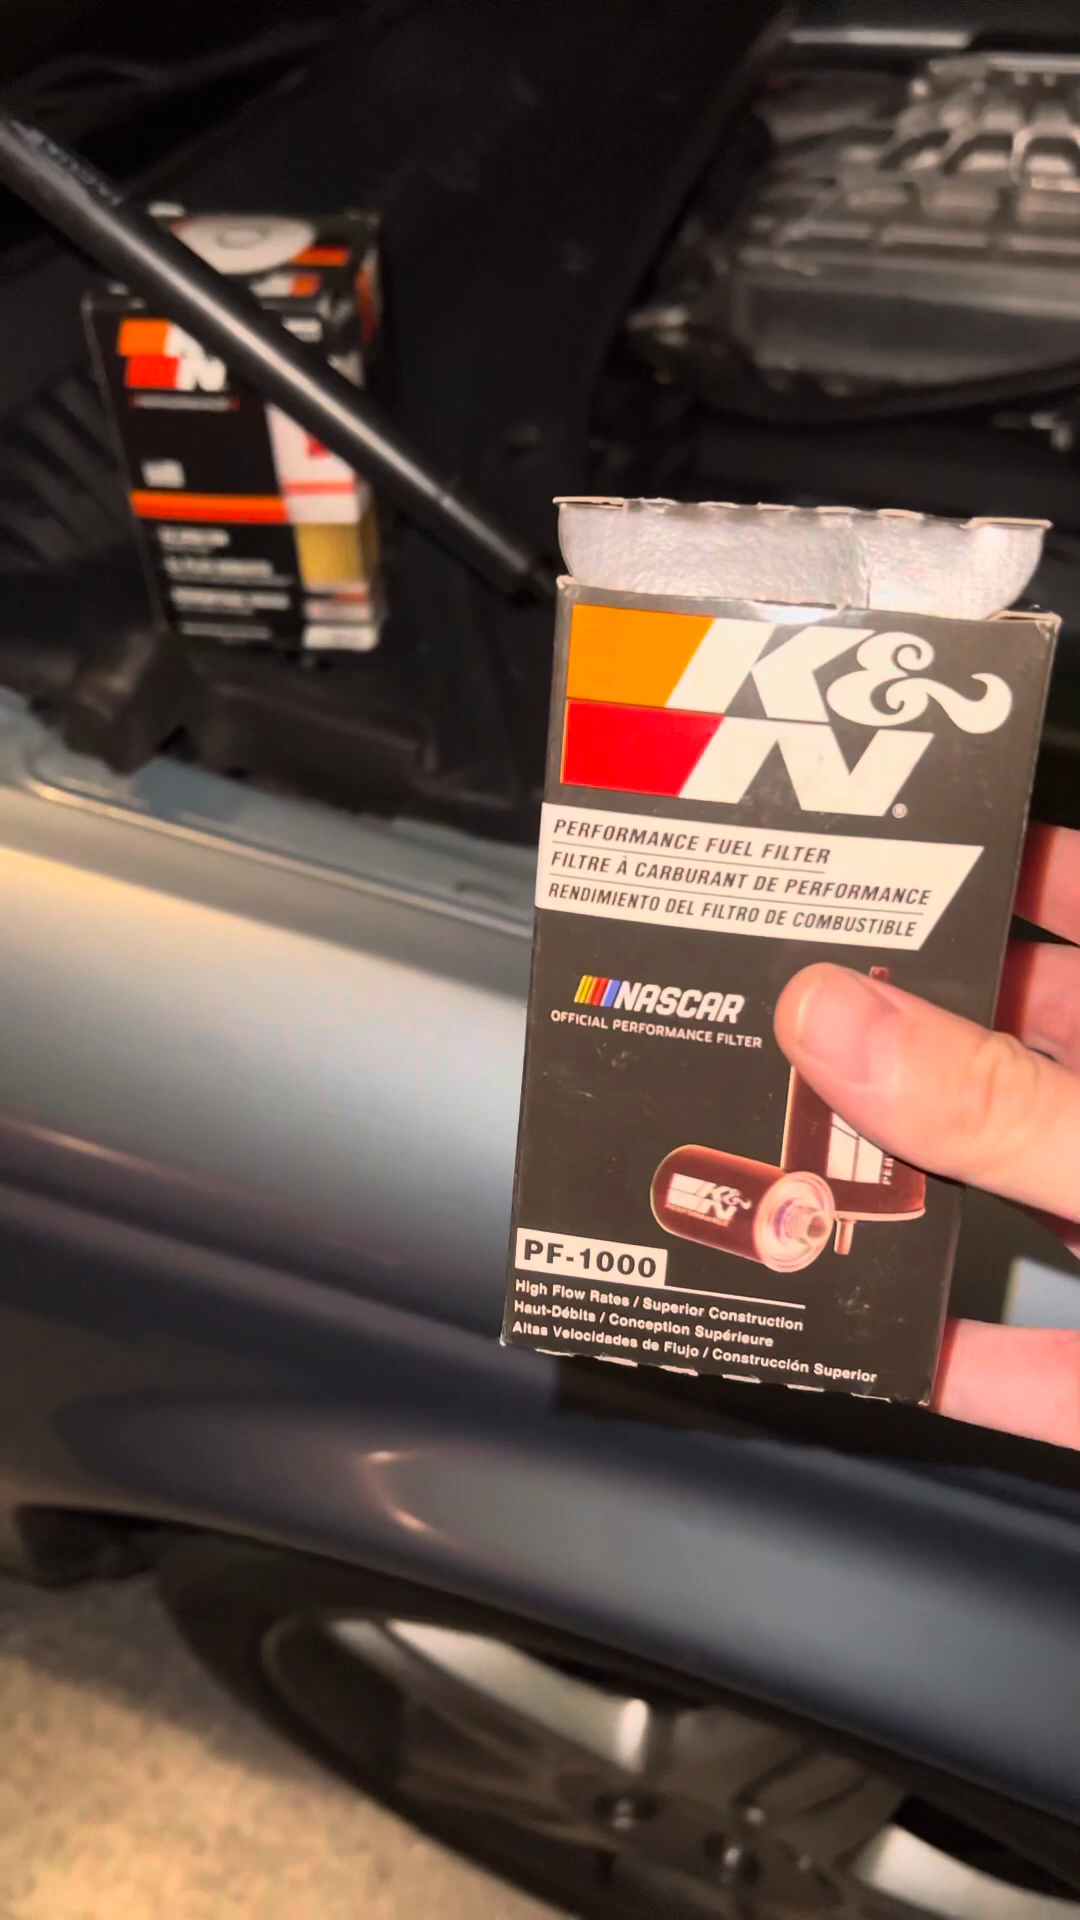 K&
N®
PERFORMANCE FUEL FILTER
FILTRE À CARBURANT DE PERFORMANCE
RENDIMIENTO DEL FILTRO DE COMBUSTIBLE
NASCAR
OFFICIAL PERFORMANCE FILTER
K&
N
PF-1000
High Flow Rates / Superior Construction
Haut-Débits / Conception Supérieure
Altas Velocidades de Flujo / Construcción Superior